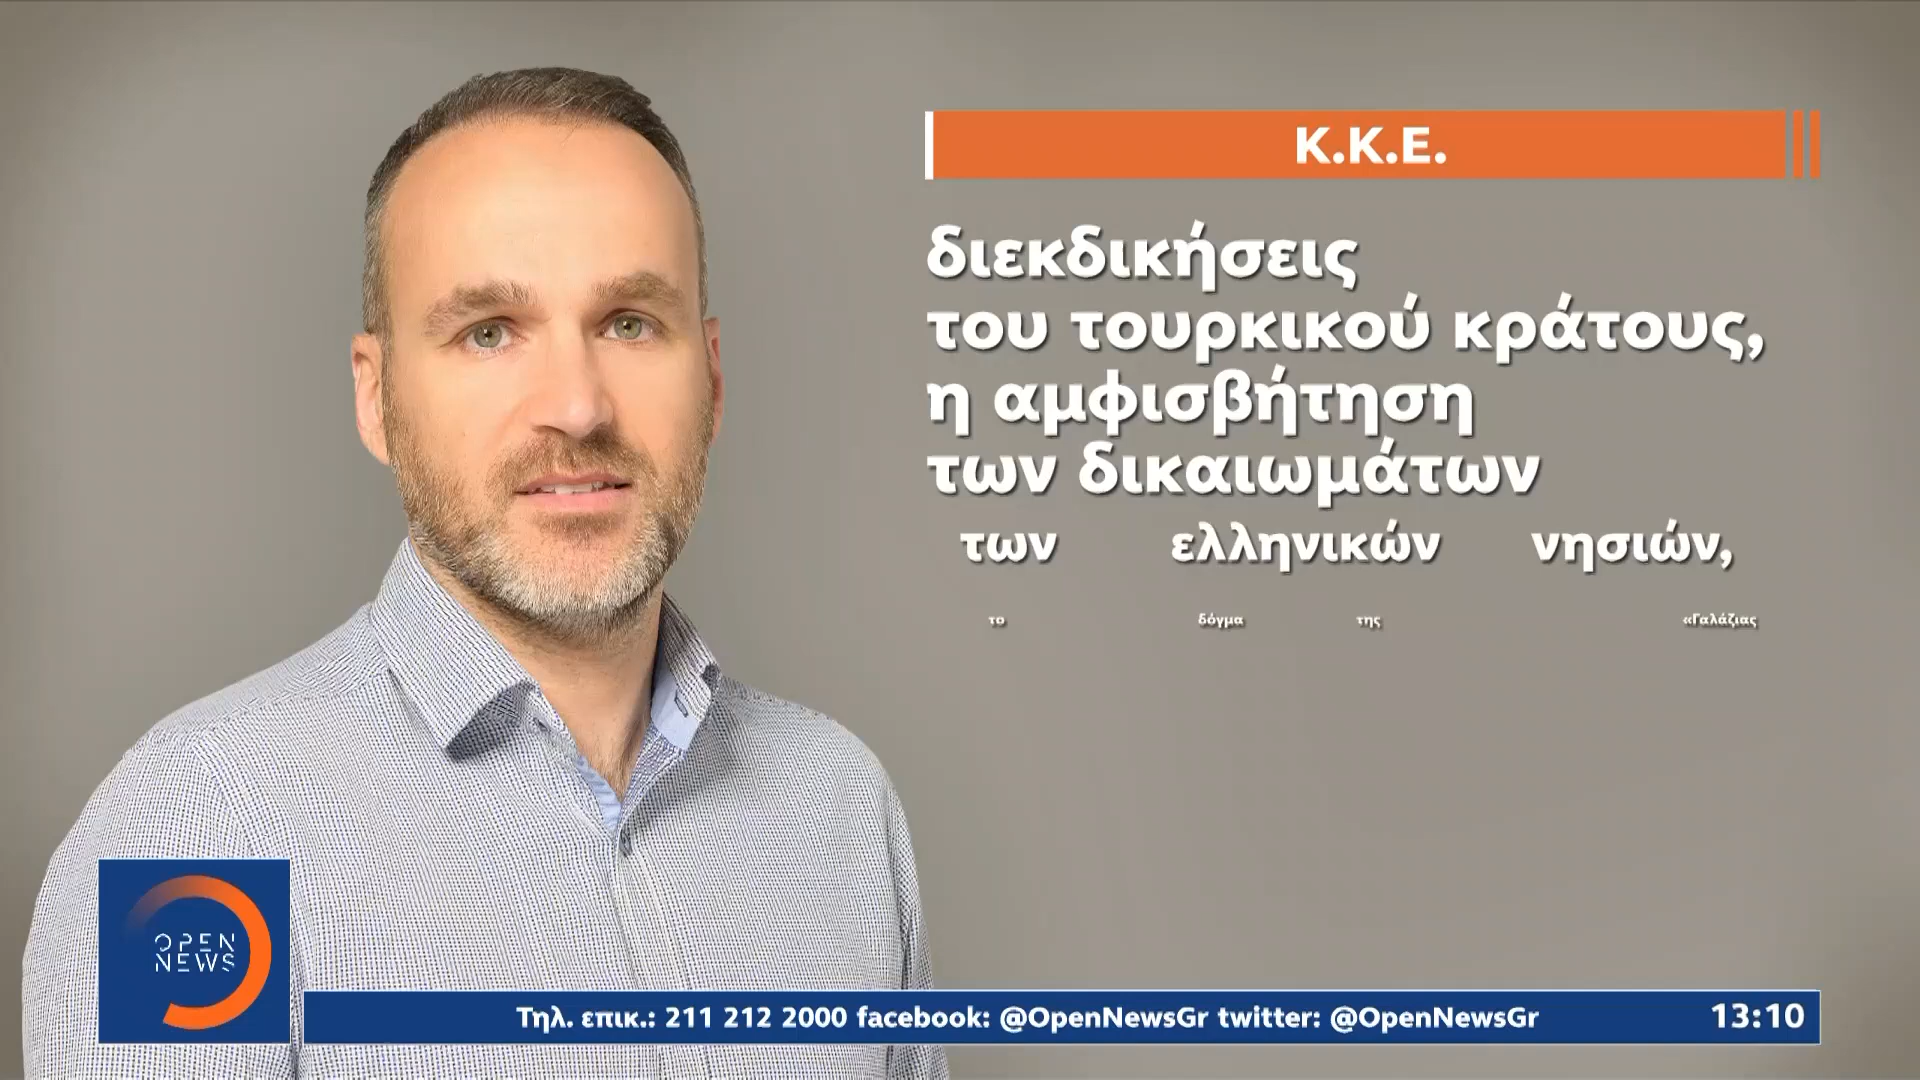 Κ.Κ.Ε.
διεκδικήσεις
του τουρκικού κράτους,
η αμφισβήτηση
των δικαιωμάτων
των ελληνικών νησιών,
το δόγμα της «Γαλάζιας
OPEN
NEWS
Τηλ. επικ.: 211 212 2000 facebook: @OpenNewsGr twitter: @OpenNewsGr
13:10